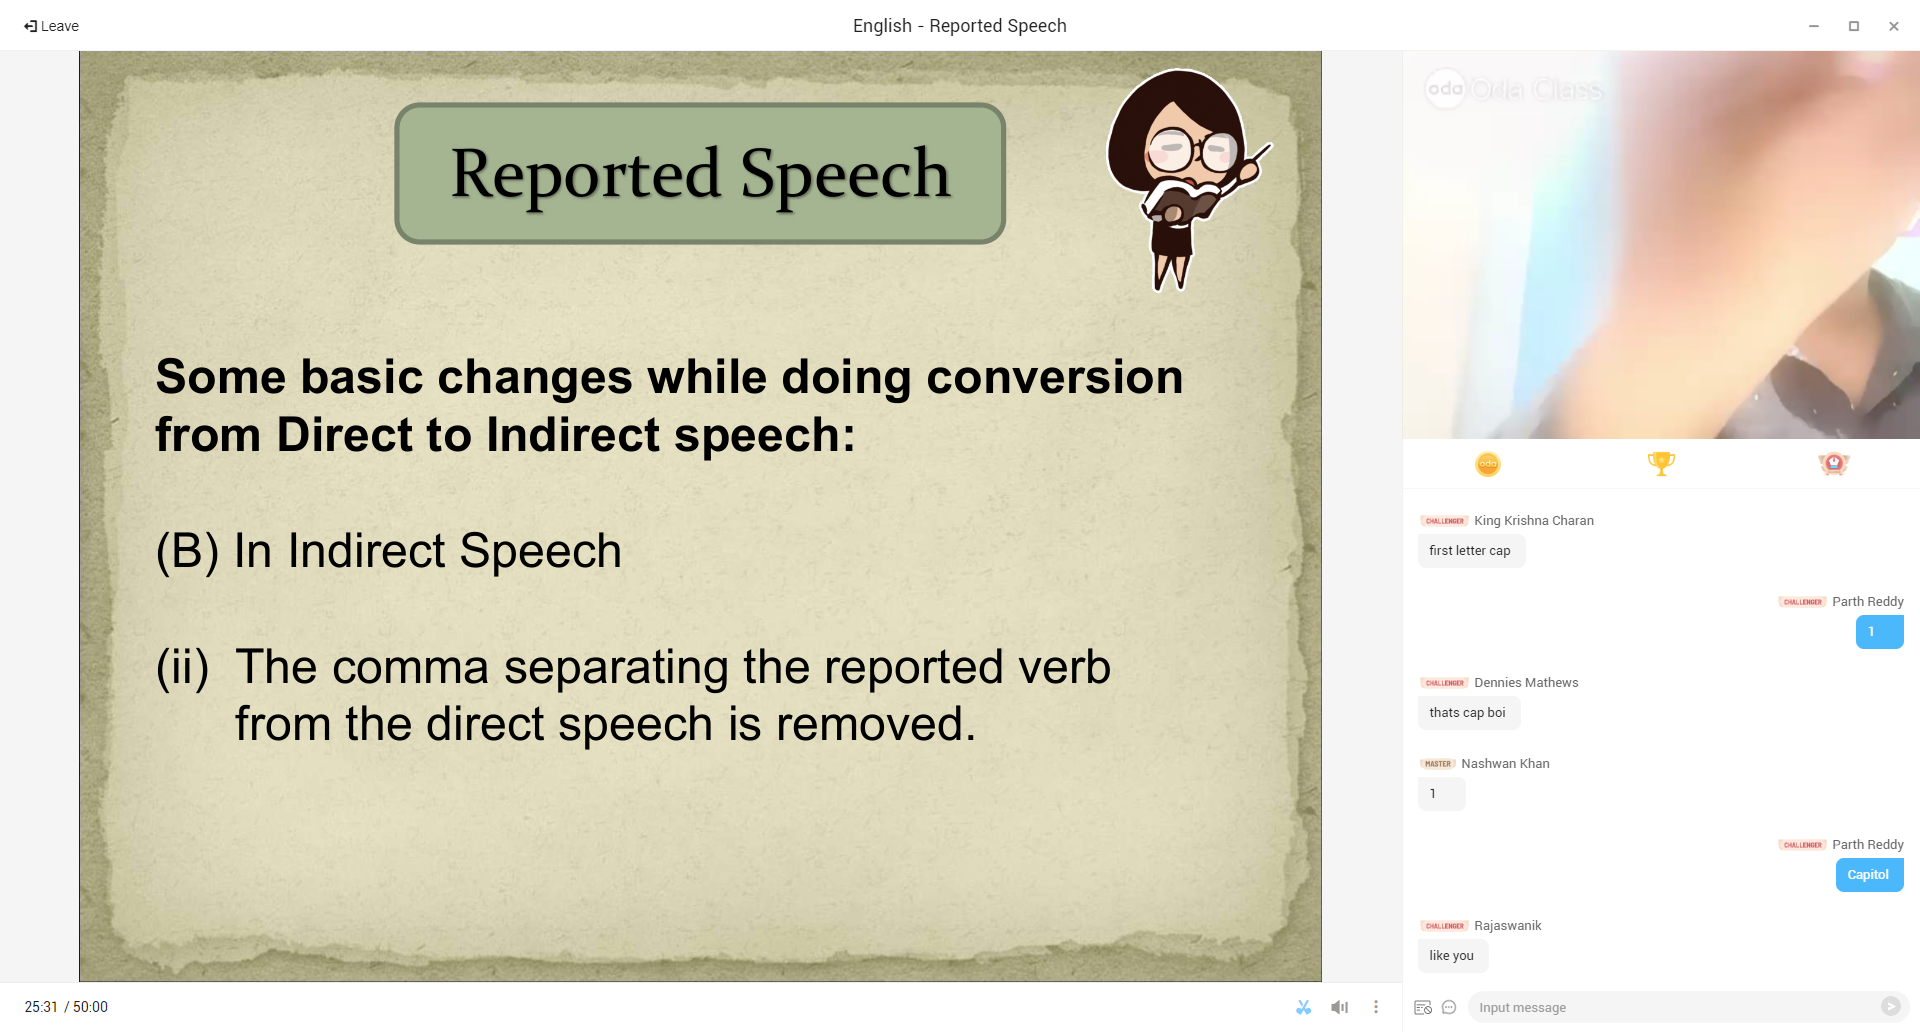 Leave
English - Reported Speech
Reported Speech
Some basic changes while doing conversion
from Direct to Indirect speech:
(B) In Indirect Speech
(ii) The comma separating the reported verb
from the direct speech is removed.
oda Oda Class
oda
CHALLENGER King Krishna Charan
first letter cap
CHALLENGER Parth Reddy
1
CHALLENGER Dennies Mathews
thats cap boi
MASTER Nashwan Khan
1
CHALLENGER Parth Reddy
Capitol
CHALLENGER Rajaswanik
like you
25:31 / 50:00
Input message